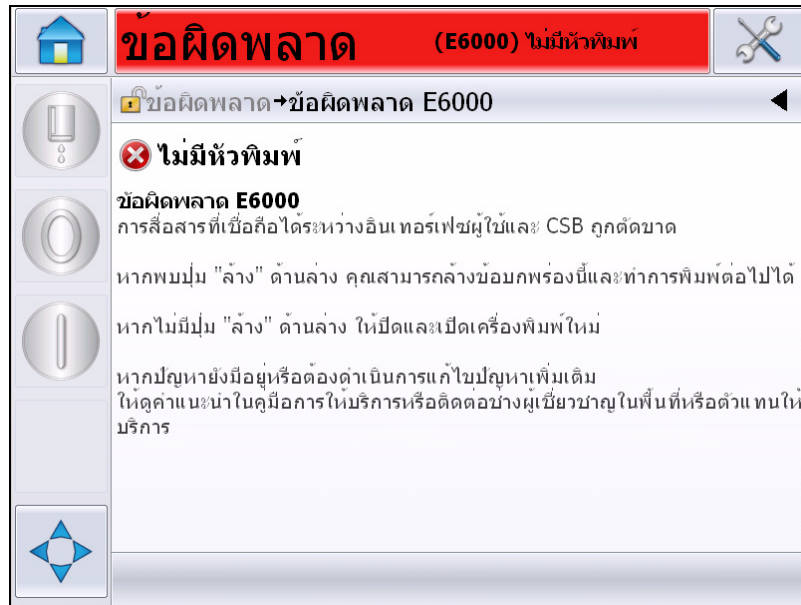 ข้อผิดพลาด (E6000) ไม่มีหัวพิมพ์
ข้อผิดพลาด→ข้อผิดพลาด E6000
ไม่มีหัวพิมพ์
ข้อผิดพลาด E6000
การสื่อสารที่เชื่อถือได้ระหว่างอินเทอร์เฟซผู้ใช้และ CSB ถูกตัดขาด
หากพบปุ่ม "ล้าง" ด้านล่าง คุณสามารถล้างข้อบกพร่องนี้และทำการพิมพ์ต่อไปได้
หากไม่มีปุ่ม "ล้าง" ด้านล่าง ให้ปิดและเปิดเครื่องพิมพ์ใหม่
หากปัญหายังมีอยู่หรือต้องดำเนินการแก้ไขปัญหาเพิ่มเติม
ให้ดูคำแนะนำในคู่มือการให้บริการหรือติดต่อช่างผู้เชี่ยวชาญในพื้นที่หรือตัวแทนให้
บริการ